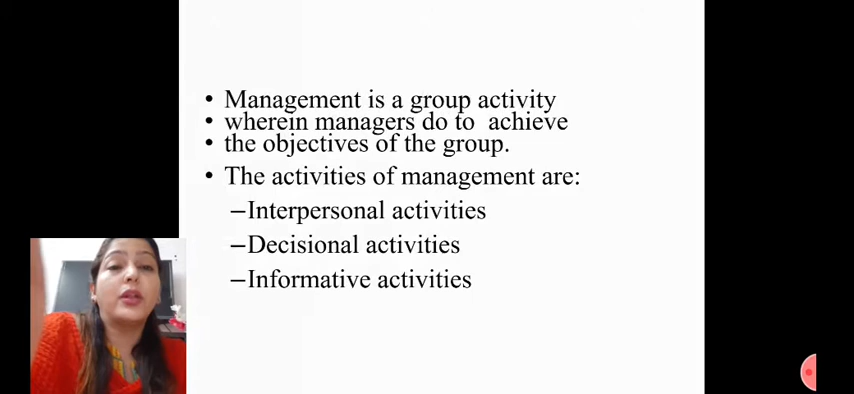 • Management is a group activity
• wherein managers do to achieve
• the objectives of the group.
• The activities of management are:
–Interpersonal activities
–Decisional activities
–Informative activities